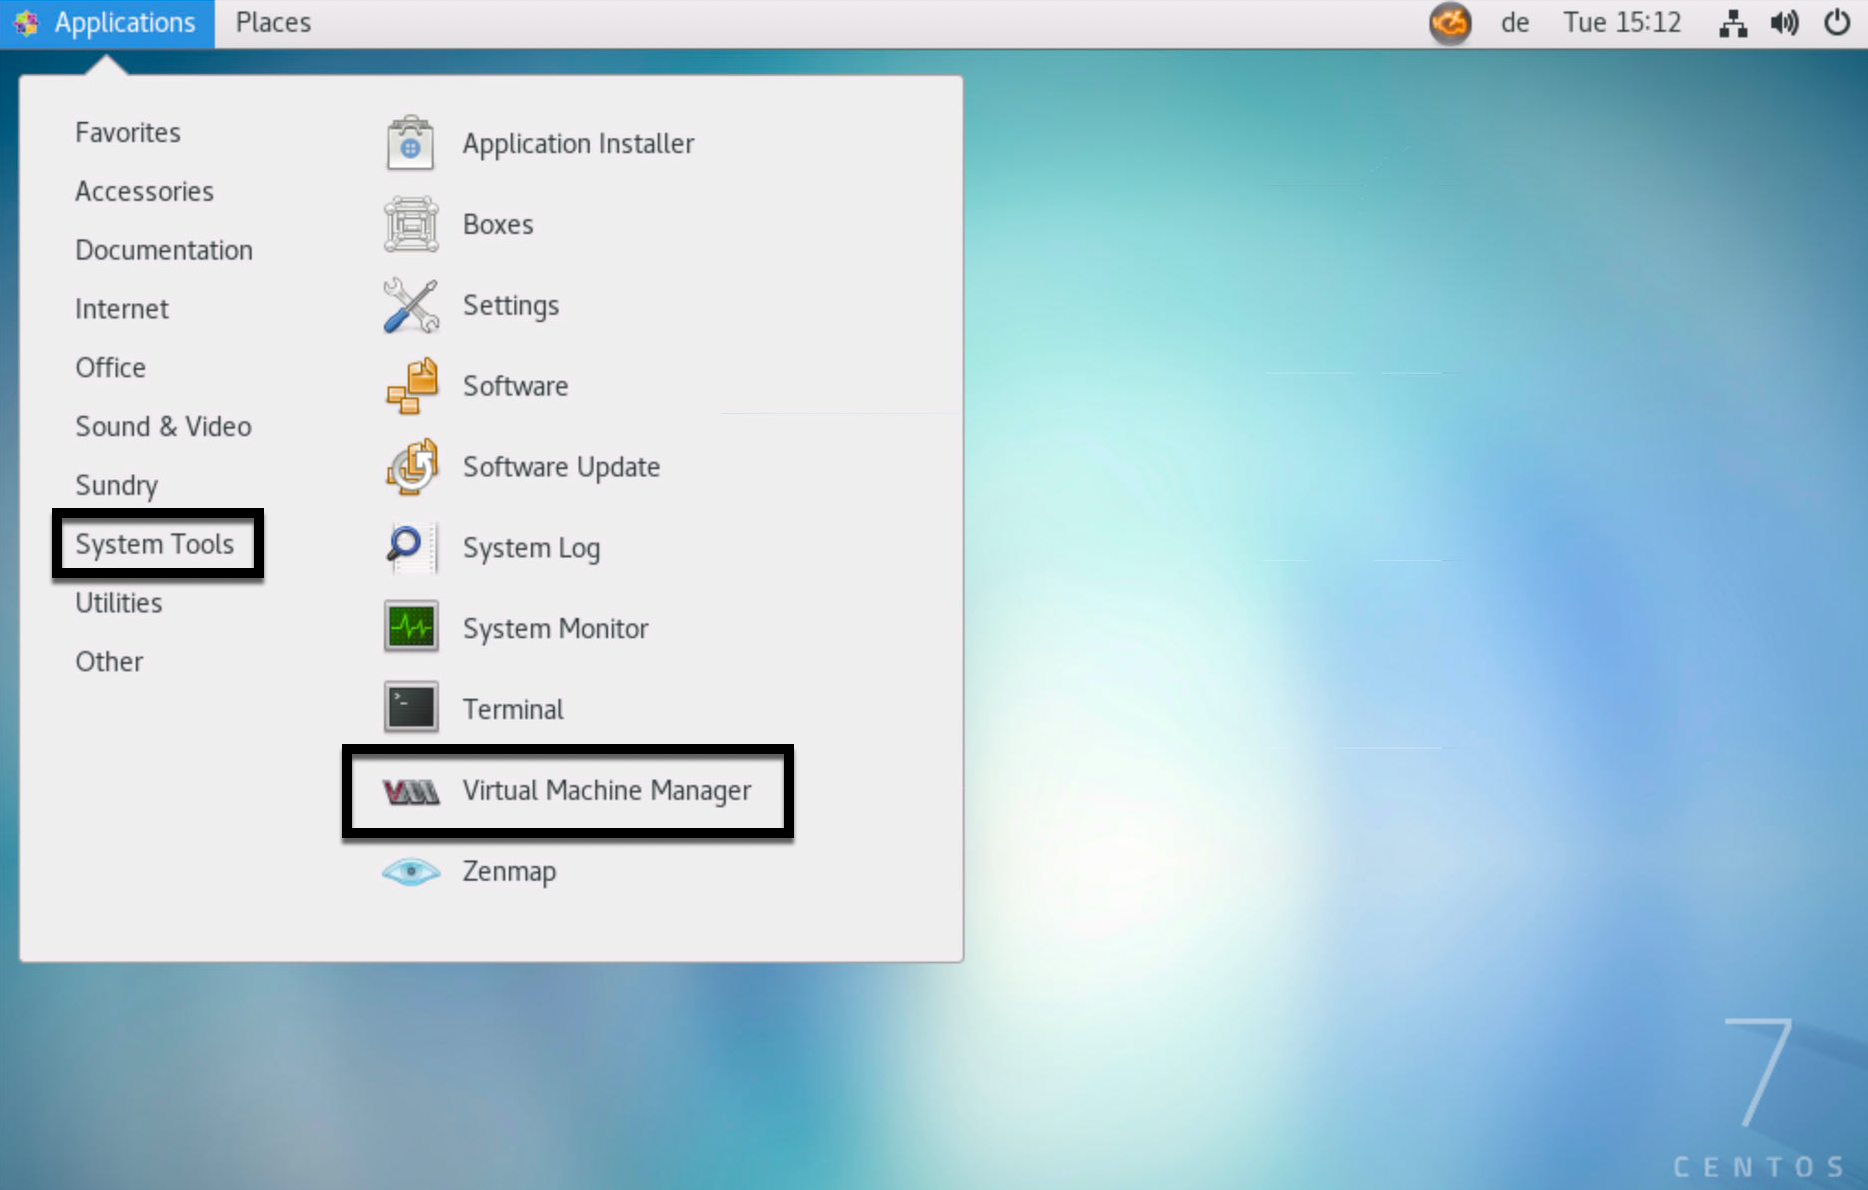 Applications
Places
de
Tue 15:12
Favorites
Accessories
Documentation
Internet
Office
Sound & Video
Sundry
System Tools
Utilities
Other
Application Installer
Boxes
Settings
Software
Software Update
System Log
System Monitor
Terminal
Virtual Machine Manager
Zenmap
7
CENTOS